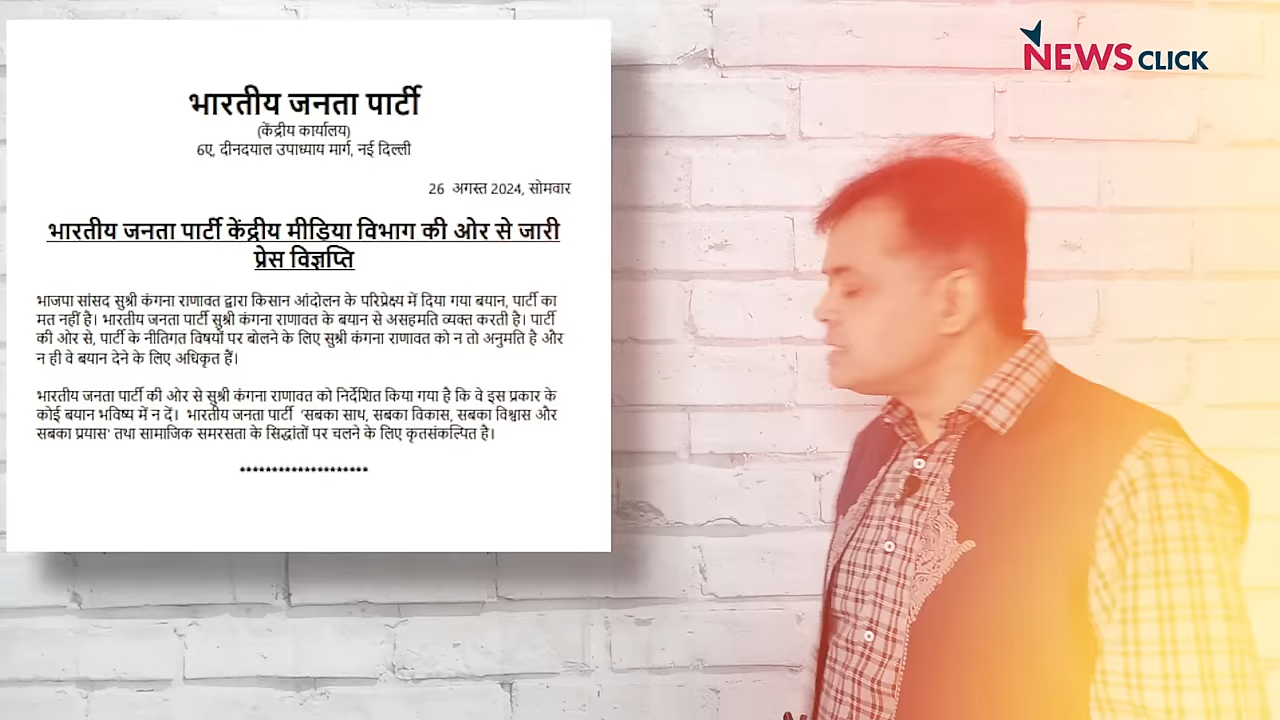 NEWS CLICK
भारतीय जनता पार्टी
(केंद्रीय कार्यालय)
6ए, दीनदयाल उपाध्याय मार्ग, नई दिल्ली
26 अगस्त 2024, सोमवार
भारतीय जनता पार्टी केंद्रीय मीडिया विभाग की ओर से जारी
प्रेस विज्ञप्ति
भाजपा सांसद सुश्री कंगना राणावत द्वारा किसान आंदोलन के परिप्रेक्ष्य में दिया गया बयान, पार्टी का
मत नहीं है। भारतीय जनता पार्टी सुश्री कंगना राणावत के बयान से असहमति व्यक्त करती है। पार्टी
की ओर से, पार्टी के नीतिगत विषयों पर बोलने के लिए सुश्री कंगना राणावत को न तो अनुमति है और
न ही वे बयान देने के लिए अधिकृत हैं।
भारतीय जनता पार्टी की ओर से सुश्री कंगना राणावत को निर्देशित किया गया है कि वे इस प्रकार के
कोई बयान भविष्य में न दें। भारतीय जनता पार्टी 'सबका साथ, सबका विकास, सबका विश्वास और
सबका प्रयास' तथा सामाजिक समरसता के सिद्धांतों पर चलने के लिए कृतसंकल्पित है।
********************